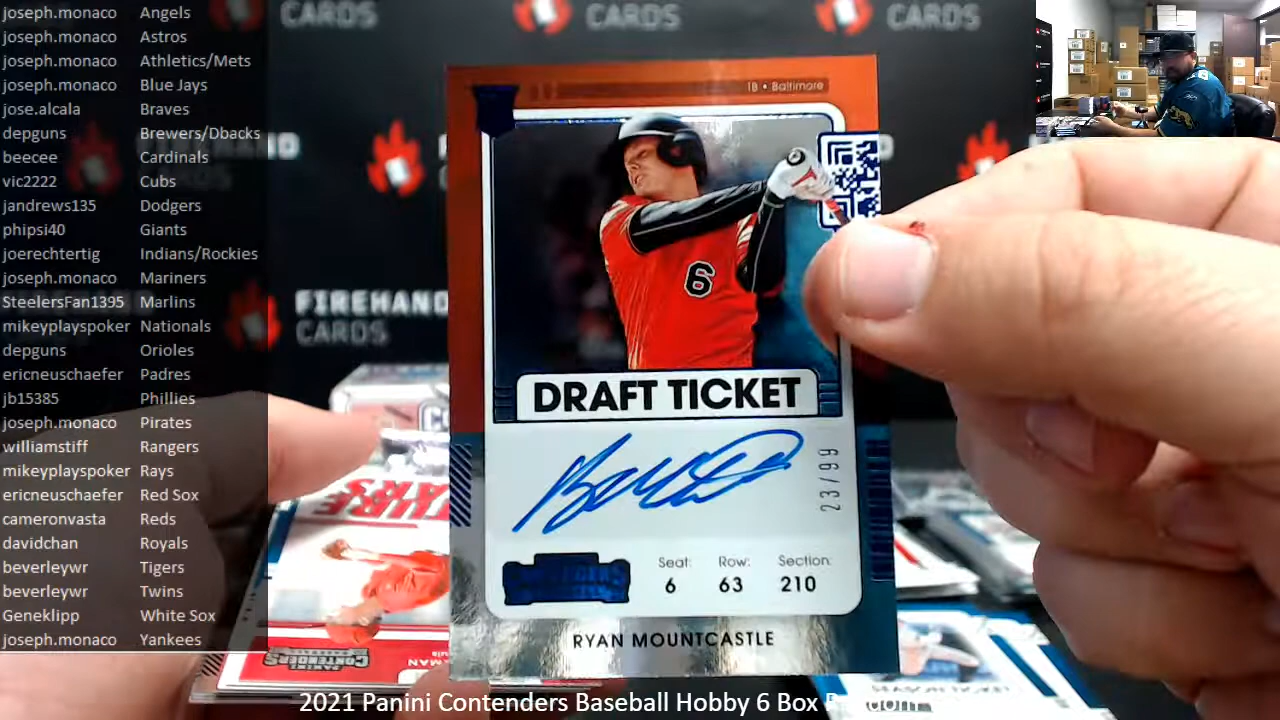 joseph.monaco Angels
joseph.monaco Astros
joseph.monaco Athletics/Mets
joseph.monaco Blue Jays
jose.alcala Braves
depguns Brewers/Dbacks
beecee Cardinals
vic2222 Cubs
jandrews135 Dodgers
phipsi40 Giants
joerechtertig Indians/Rockies
joseph.monaco Mariners
SteelersFan1395 Marlins
mikeyplayspoker Nationals
depguns Orioles
ericneuschaefer Padres
jb15385 Phillies
joseph.monaco Pirates
williamstiff Rangers
mikeyplayspoker Rays
ericneuschaefer Red Sox
cameronvasta Reds
davidchan Royals
beverleywr Tigers
beverleywr Twins
Geneklipp White Sox
joseph.monaco Yankees
CARDS
CARDS
CARDS
FIREHAND
CARDS
1B • Baltimore
6
DRAFT TICKET
23/99
Seat: Row: Section:
6 63 210
RYAN MOUNTCASTLE
PANINI
CONTENDERS
SEASON TICKET
2021 Panini Contenders Baseball Hobby 6 Box Random